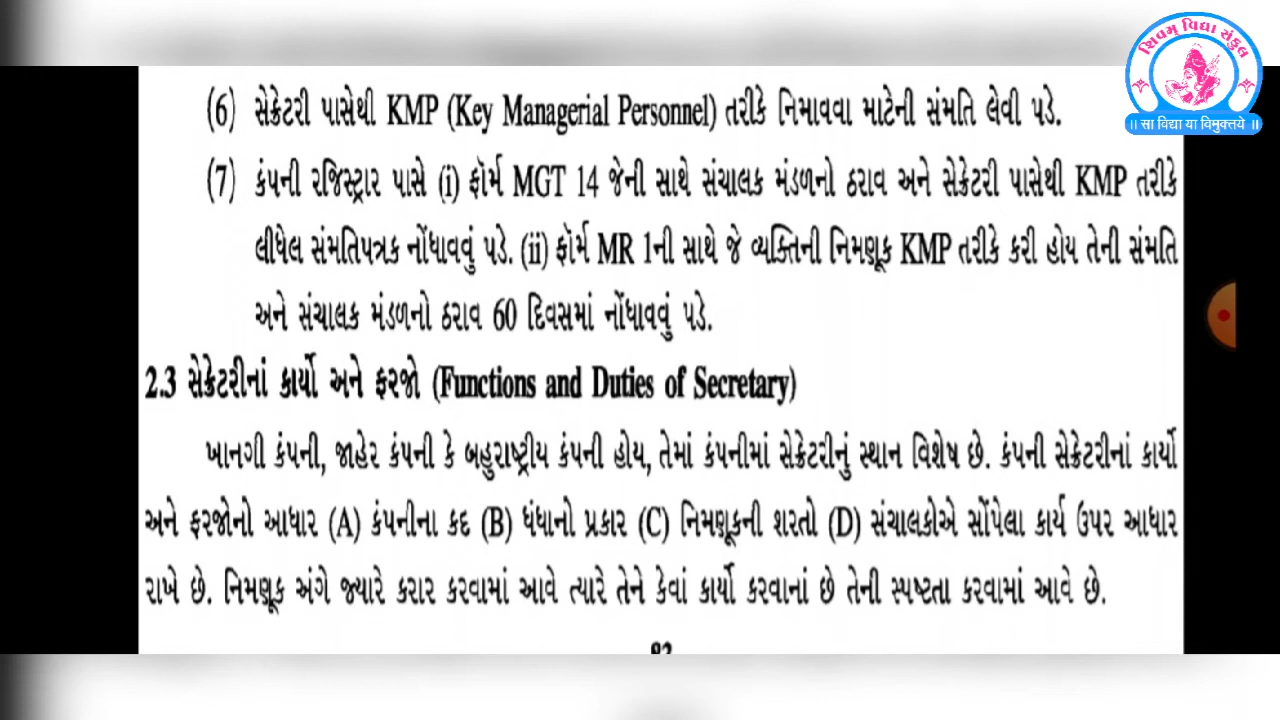 શિવમ્ વિદ્યા સંકુલ
॥ सा विद्या या विमुक्तये ॥
(6) સેક્રેટરી પાસેથી KMP (Key Managerial Personnel) તરીકે નિમાવવા માટેની સંમતિ લેવી પડે.
(7) કંપની રજિસ્ટ્રાર પાસે (i) ફૉર્મ MGT 14 જેની સાથે સંચાલક મંડળનો ઠરાવ અને સેક્રેટરી પાસેથી KMP તરીકે
લીધેલ સંમતિપત્રક નોંધાવવું પડે. (ii) ફૉર્મ MR 1ની સાથે જે વ્યક્તિની નિમણૂક KMP તરીકે કરી હોય તેની સંમતિ
અને સંચાલક મંડળનો ઠરાવ 60 દિવસમાં નોંધાવવું પડે.
2.3 સેક્રેટરીનાં કાર્યો અને ફરજો (Functions and Duties of Secretary)
ખાનગી કંપની, જાહેર કંપની કે બહુરાષ્ટ્રીય કંપની હોય, તેમાં કંપનીમાં સેક્રેટરીનું સ્થાન વિશેષ છે. કંપની સેક્રેટરીનાં કાર્યો
અને ફરજોનો આધાર (A) કંપનીના કદ (B) ધંધાનો પ્રકાર (C) નિમણૂકની શરતો (D) સંચાલકોએ સોંપેલા કાર્ય ઉપર આધાર
રાખે છે. નિમણૂક અંગે જ્યારે કરાર કરવામાં આવે ત્યારે તેને કેવાં કાર્યો કરવાનાં છે તેની સ્પષ્ટતા કરવામાં આવે છે.